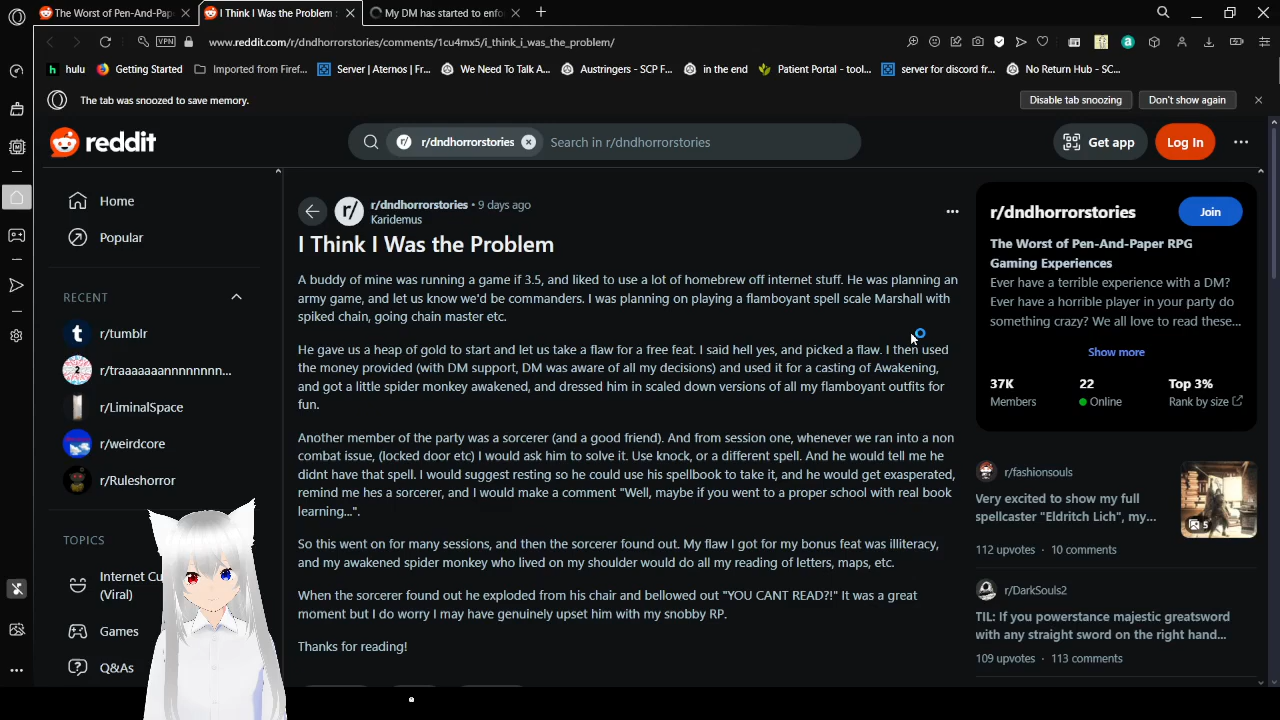 The Worst of Pen-And-Pape
I Think I Was the Problem :
My DM has started to enfo
VPN
www.reddit.com/r/dndhorrorstories/comments/1cu4mx5/i_think_i_was_the_problem/
hulu
Getting Started
Imported from Firef...
Server | Aternos | Fr...
We Need To Talk A...
Austringers - SCP F...
in the end
Patient Portal - tool...
server for discord fr...
No Return Hub - SC...
The tab was snoozed to save memory.
Disable tab snoozing
Don't show again
reddit
r/dndhorrorstories
Search in r/dndhorrorstories
Get app
Log In
Home
Popular
RECENT
r/tumblr
r/traaaaaaannnnnnnn...
r/LiminalSpace
r/weirdcore
r/Ruleshorror
TOPICS
Internet Cu
(Viral)
Games
Q&As
r/dndhorrorstories • 9 days ago
Karidemus
I Think I Was the Problem
A buddy of mine was running a game if 3.5, and liked to use a lot of homebrew off internet stuff. He was planning an
army game, and let us know we'd be commanders. I was planning on playing a flamboyant spell scale Marshall with
spiked chain, going chain master etc.
He gave us a heap of gold to start and let us take a flaw for a free feat. I said hell yes, and picked a flaw. I then used
the money provided (with DM support, DM was aware of all my decisions) and used it for a casting of Awakening,
and got a little spider monkey awakened, and dressed him in scaled down versions of all my flamboyant outfits for
fun.
Another member of the party was a sorcerer (and a good friend). And from session one, whenever we ran into a non
combat issue, (locked door etc) I would ask him to solve it. Use knock, or a different spell. And he would tell me he
didnt have that spell. I would suggest resting so he could use his spellbook to take it, and he would get exasperated,
remind me hes a sorcerer, and I would make a comment "Well, maybe if you went to a proper school with real book
learning...".
So this went on for many sessions, and then the sorcerer found out. My flaw I got for my bonus feat was illiteracy,
and my awakened spider monkey who lived on my shoulder would do all my reading of letters, maps, etc.
When the sorcerer found out he exploded from his chair and bellowed out "YOU CANT READ?!" It was a great
moment but I do worry I may have genuinely upset him with my snobby RP.
Thanks for reading!
r/dndhorrorstories
Join
The Worst of Pen-And-Paper RPG
Gaming Experiences
Ever have a terrible experience with a DM?
Ever have a horrible player in your party do
something crazy? We all love to read these...
Show more
37K
Members
22
Online
Top 3%
Rank by size
r/fashionsouls
Very excited to show my full
spellcaster "Eldritch Lich", my...
5
112 upvotes • 10 comments
r/DarkSouls2
TIL: If you powerstance majestic greatsword
with any straight sword on the right hand...
109 upvotes • 113 comments